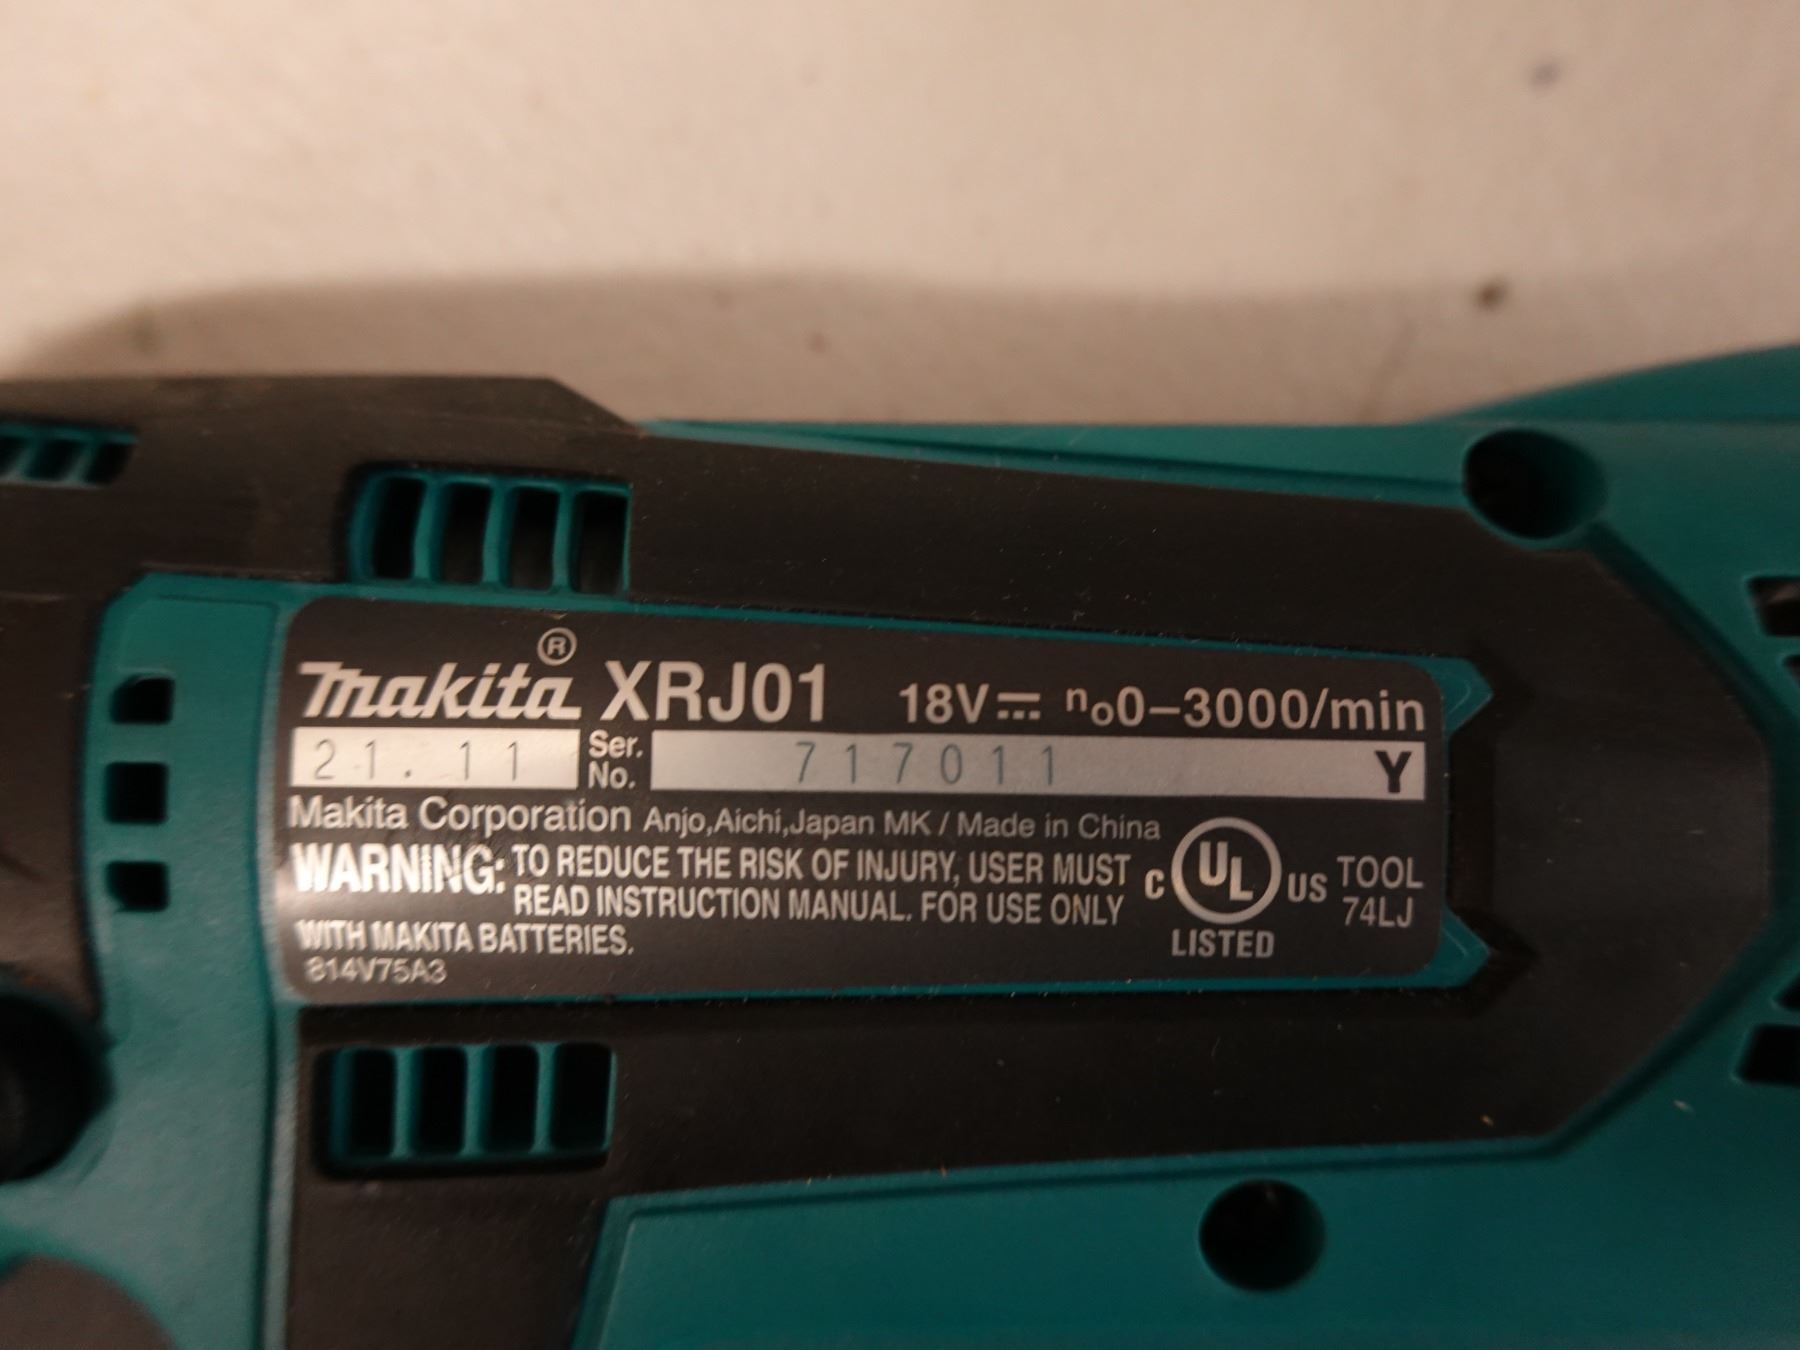 Makita® XRJ01 18V⎓ no0–3000/min
21.11 Ser. No. 717011 Y
Makita Corporation Anjo,Aichi,Japan MK / Made in China
WARNING: TO REDUCE THE RISK OF INJURY, USER MUST
READ INSTRUCTION MANUAL. FOR USE ONLY
WITH MAKITA BATTERIES.
814V75A3
C UL US
LISTED
TOOL
74LJ